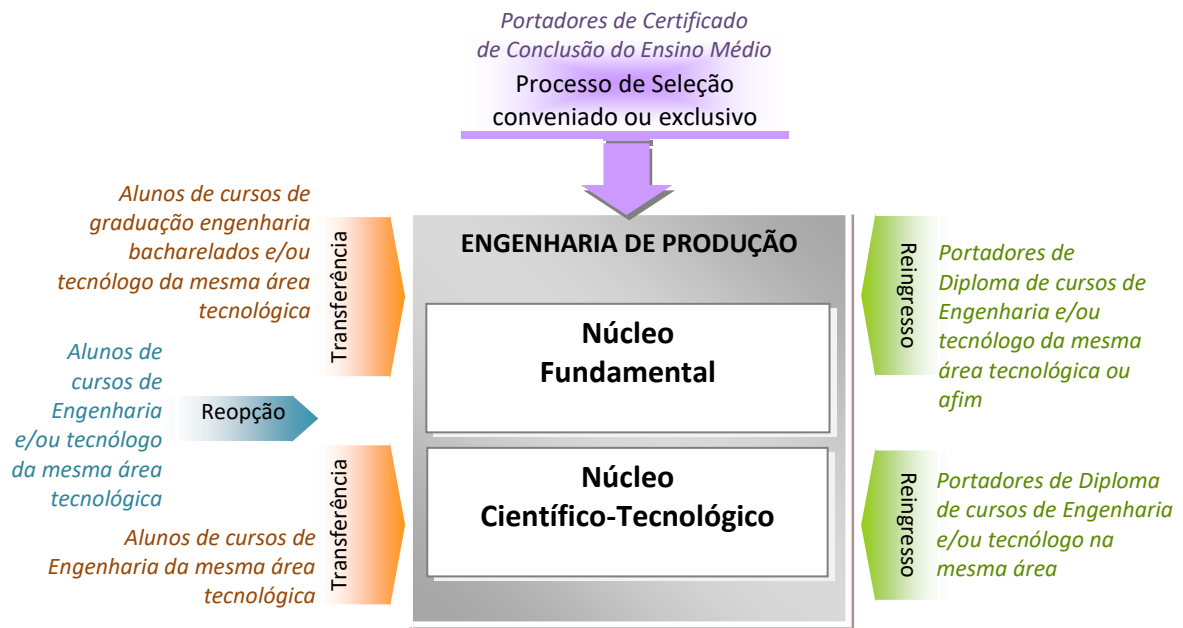 Portadores de Certificado
de Conclusão do Ensino Médio
Processo de Seleção
conveniado ou exclusivo
Alunos de cursos de
graduação engenharia
bacharelados e/ou
tecnólogo da mesma área
tecnológica
Transferência
Alunos de
cursos de
Engenharia
e/ou tecnólogo
da mesma área
tecnológica
Reopção
Alunos de cursos de
Engenharia da mesma área
tecnológica
Transferência
ENGENHARIA DE PRODUÇÃO
Núcleo
Fundamental
Núcleo
Científico-Tecnológico
Reingresso
Portadores de
Diploma de cursos de
Engenharia e/ou
tecnólogo da mesma
área tecnológica ou
afim
Reingresso
Portadores de Diploma
de cursos de Engenharia
e/ou tecnólogo na
mesma área